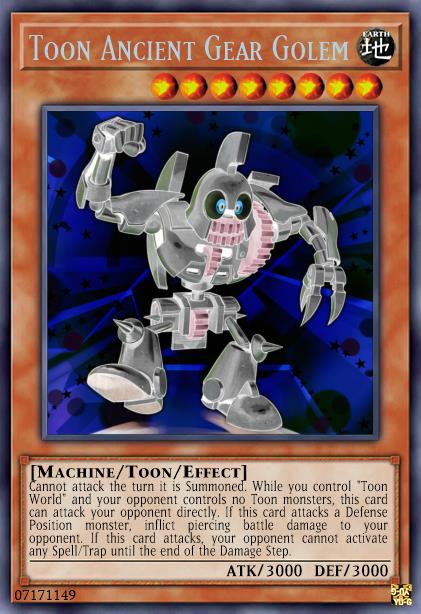 TOON ANCIENT GEAR GOLEM
EARTH
地
[MACHINE/TOON/EFFECT]
Cannot attack the turn it is Summoned. While you control "Toon
World" and your opponent controls no Toon monsters, this card
can attack your opponent directly. If this card attacks a Defense
Position monster, inflict piercing battle damage to your
opponent. If this card attacks, your opponent cannot activate
any Spell/Trap until the end of the Damage Step.
ATK/3000 DEF/3000
07171149